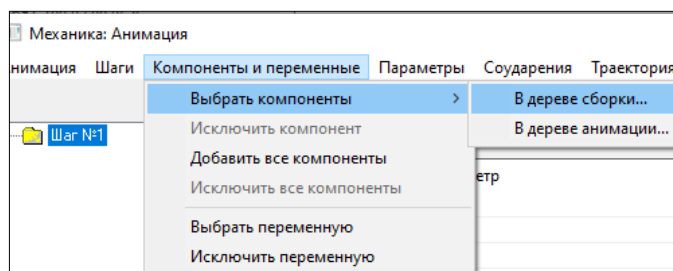 Механика: Анимация
нимация Шаги Компоненты и переменные Параметры Соударения Траектория
Выбрать компоненты > В дереве сборки...
Шаг №1 Исключить компонент В дереве анимации...
Добавить все компоненты
етр
Исключить все компоненты
Выбрать переменную
Исключить переменную